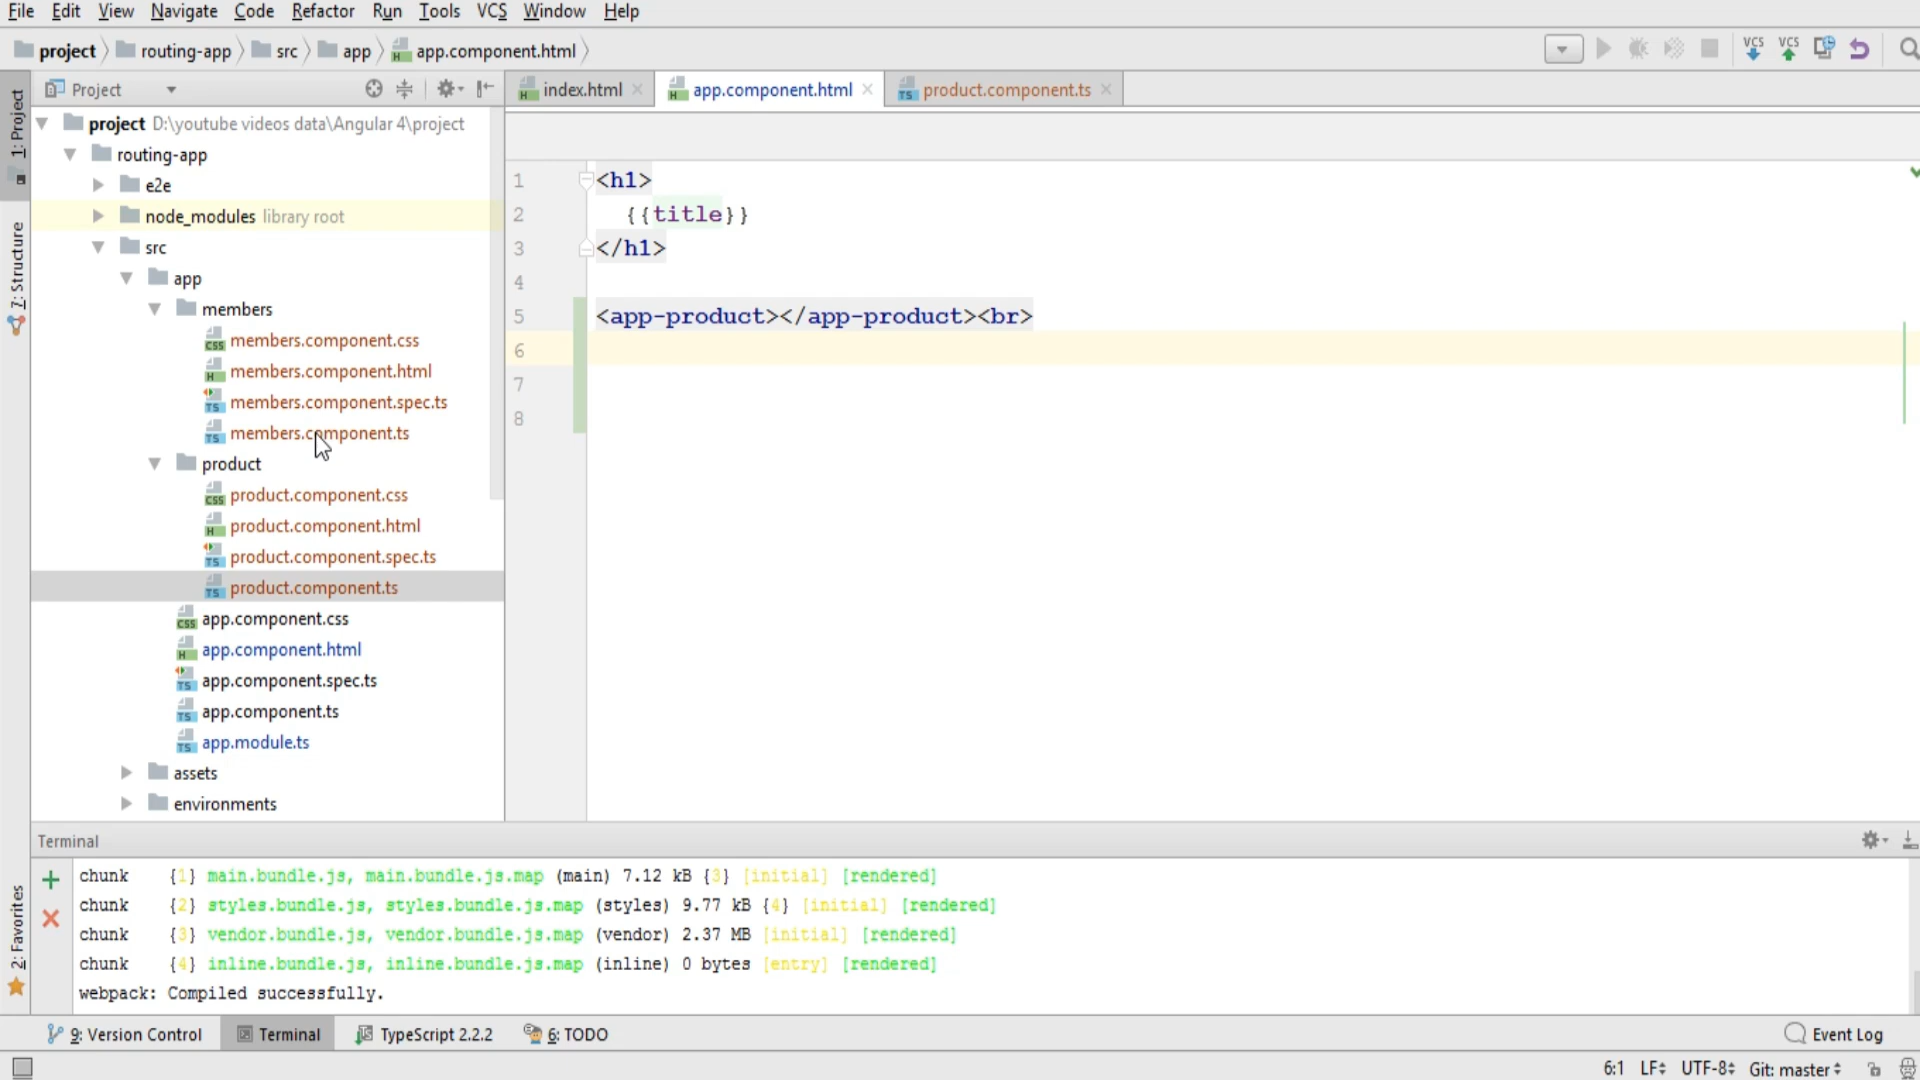 File Edit View Navigate Code Refactor Run Tools VCS Window Help
project routing-app src app app.component.html
VCS VCS
1: Project
7: Structure
2: Favorites
Project
index.html app.component.html product.component.ts
project D:\youtube videos data\Angular 4\project
routing-app
e2e
node_modules library root
src
app
members
members.component.css
members.component.html
members.component.spec.ts
members.component.ts
product
product.component.css
product.component.html
product.component.spec.ts
product.component.ts
app.component.css
app.component.html
app.component.spec.ts
app.component.ts
app.module.ts
assets
environments
1 <h1>
2 {{title}}
3 </h1>
4
5 <app-product></app-product><br>
6
7
8
Terminal
chunk {1} main.bundle.js, main.bundle.js.map (main) 7.12 kB {3} [initial] [rendered]
chunk {2} styles.bundle.js, styles.bundle.js.map (styles) 9.77 kB {4} [initial] [rendered]
chunk {3} vendor.bundle.js, vendor.bundle.js.map (vendor) 2.37 MB [initial] [rendered]
chunk {4} inline.bundle.js, inline.bundle.js.map (inline) 0 bytes [entry] [rendered]
webpack: Compiled successfully.
9: Version Control Terminal TypeScript 2.2.2 6: TODO Event Log
6:1 LF UTF-8 Git: master